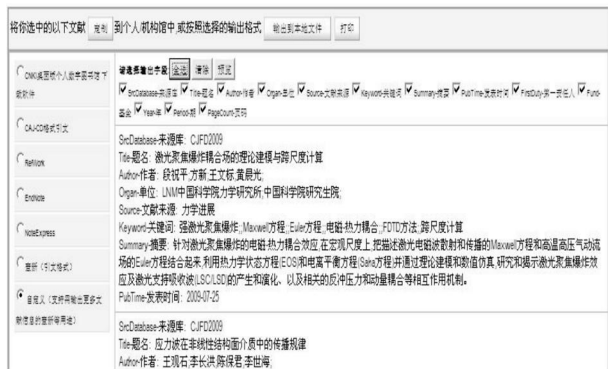 将你选中的以下文献 定制 到个人/机构馆中,或按照选择的输出格式 输出到本地文件 打印
CNKI桌面版个人数字图书馆下载软件
CAJ-CD格式引文
RefWork
EndNote
NoteExpress
查新（引文格式）
自定义（支持用输出更多文献信息的查新等用途）
请选择输出字段 全选 清除 预览
SrcDatabase-来源库 Title-题名 Author-作者 Organ-单位 Source-文献来源 Keyword-关键词 Summary-摘要 PubTime-发表时间 FirstDuty-第一责任人 Fund-
基金 Year-年 Period-期 PageCount-页码
SrcDatabase-来源库: CJFD2009
Title-题名: 激光聚焦爆炸耦合场的理论建模与跨尺度计算
Author-作者: 段祝平;方新;王文标;黄晨光;
Organ-单位: LNM中国科学院力学研究所;中国科学院研究生院;
Source-文献来源: 力学进展
Keyword-关键词: 强激光聚焦爆炸;;Maxwell方程;;Euler方程;;电磁-热力耦合;;FDTD方法;;跨尺度计算
Summary-摘要: 针对激光聚焦爆炸的电磁-热力耦合效应,在宏观尺度上,把描述激光电磁波散射和传播的Maxwell方程和高温高压气动流
场的Euler方程结合起来,利用热力学状态方程(EOS)和电离平衡方程(Saha方程)并通过理论建模和数值仿真,研究和揭示激光聚焦爆炸效
应及激光支持吸收波(LSC/LSD)的产生和演化、以及相关的反冲压力和动量耦合等相互作用机制。
PubTime-发表时间: 2009-07-25
SrcDatabase-来源库: CJFD2009
Title-题名: 应力波在非线性结构面介质中的传播规律
Author-作者: 王观石;李长洪;陈保君;李世海;